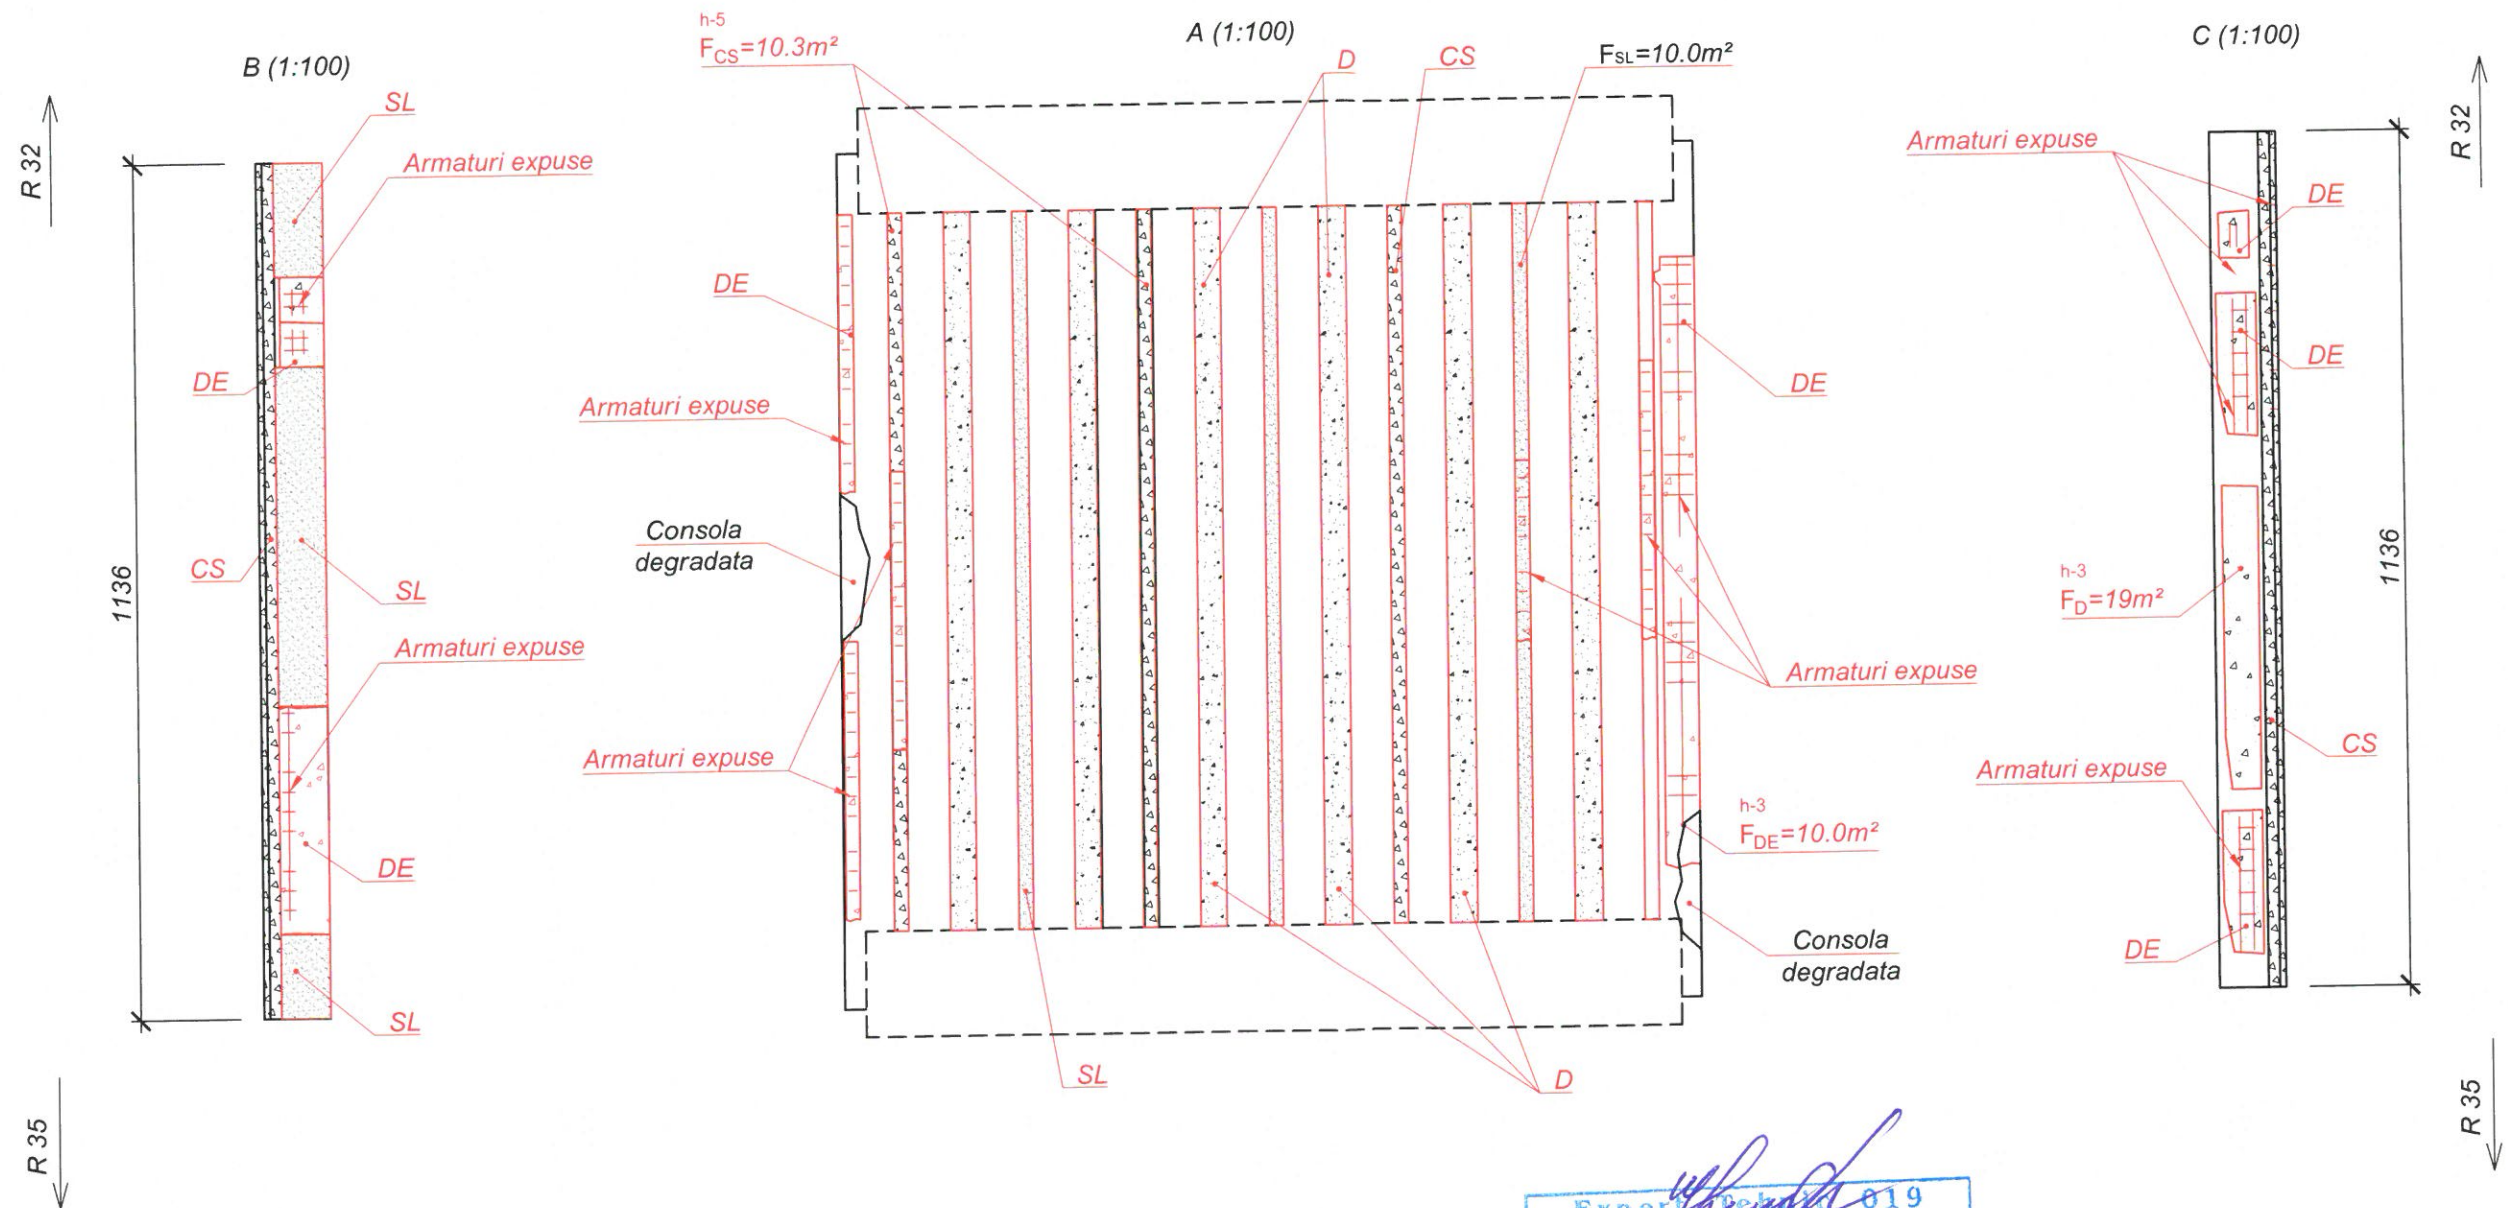 B (1:100)
SL
Armaturi expuse
R 32
1136
DE
CS
SL
Armaturi expuse
DE
SL
R 35
A (1:100)
h-5
FCS=10.3m²
D
CS
FSL=10.0m²
DE
Armaturi expuse
Consola
degradata
Armaturi expuse
SL
D
DE
Armaturi expuse
h-3
FDE=10.0m²
Consola
degradata
C (1:100)
R 32
Armaturi expuse
DE
DE
h-3
FD=19m²
1136
CS
Armaturi expuse
DE
R 35
019